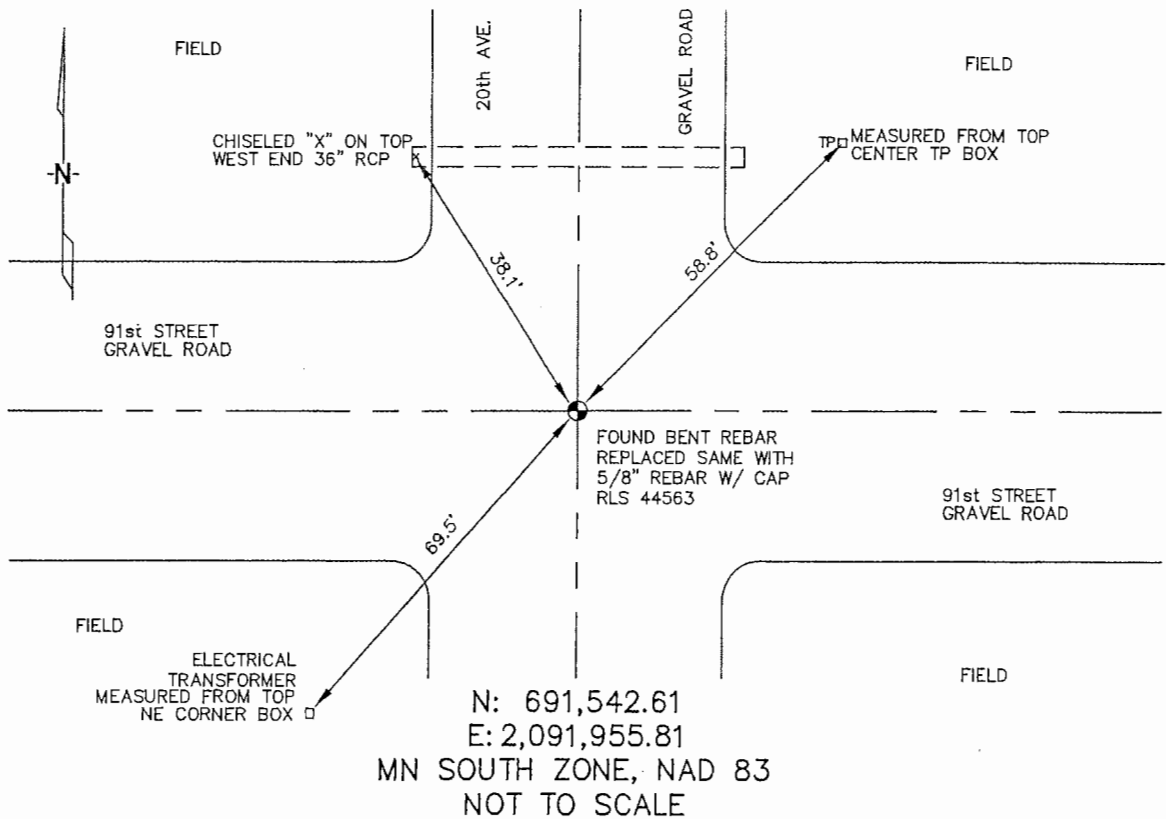 FIELD
20th AVE.
GRAVEL ROAD
FIELD
CHISELED "X" ON TOP
WEST END 36" RCP
TP
MEASURED FROM TOP
CENTER TP BOX
-N-
38.1'
58.8'
91st STREET
GRAVEL ROAD
FOUND BENT REBAR
REPLACED SAME WITH
5/8" REBAR W/ CAP
RLS 44563
91st STREET
GRAVEL ROAD
69.5'
FIELD
ELECTRICAL
TRANSFORMER
MEASURED FROM TOP
NE CORNER BOX
FIELD
N: 691,542.61
E: 2,091,955.81
MN SOUTH ZONE, NAD 83
NOT TO SCALE